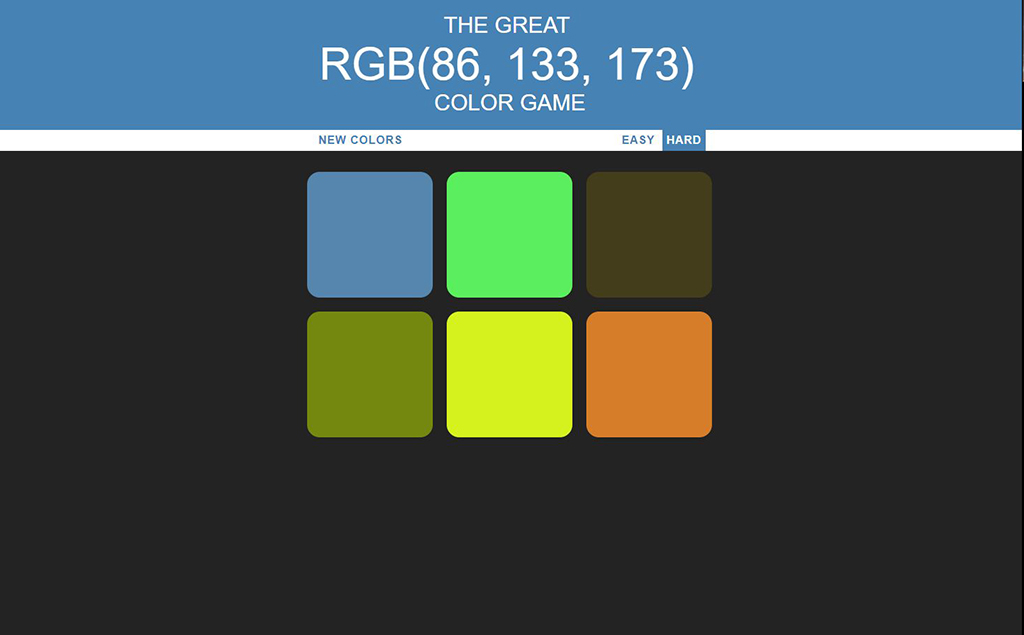 THE GREAT
RGB(86, 133, 173)
COLOR GAME
NEW COLORS EASY HARD